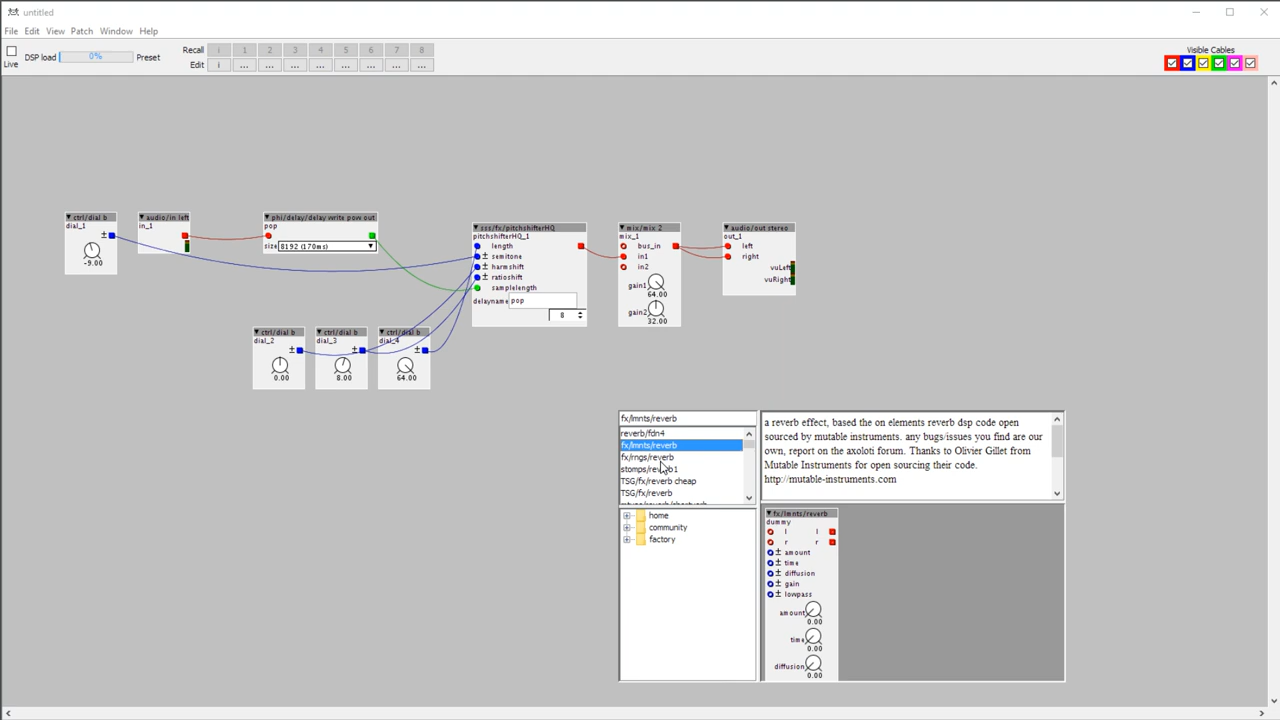 untitled
File Edit View Patch Window Help
Live
DSP load 0% Preset
Recall i 1 2 3 4 5 6 7 8
Edit i ... ... ... ... ... ... ... ...
Visible Cables
ctrl/dial b
dial_1
±
-9.00
audio/in left
in_1
phi/delay/delay write pow out
pop
size 8192 (170ms)
sss/fx/pitchshifterHQ
pitchshifterHQ_1
length
± semitone
± harmshift
± ratioshift
samplelength
delayname pop
8
mix/mix 2
mix_1
bus_in
in1
in2
gain1
64.00
gain2
32.00
audio/out stereo
out_1
left
right
vuLeft
vuRight
ctrl/dial b
dial_2
±
0.00
ctrl/dial b
dial_3
±
8.00
ctrl/dial b
dial_4
±
64.00
fx/lmnts/reverb
reverb/fdn4
fx/lmnts/reverb
fx/rngs/reverb
TSG/fx/reverb cheap
TSG/fx/reverb
home
community
factory
a reverb effect, based the on elements reverb dsp code open
sourced by mutable instruments. any bugs/issues you find are our
own, report on the axoloti forum. Thanks to Olivier Gillet from
Mutable Instruments for open sourcing their code.
http://mutable-instruments.com
fx/lmnts/reverb
dummy
l l
r r
± amount
± time
± diffusion
± gain
± lowpass
amount
0.00
time
0.00
diffusion
0.00